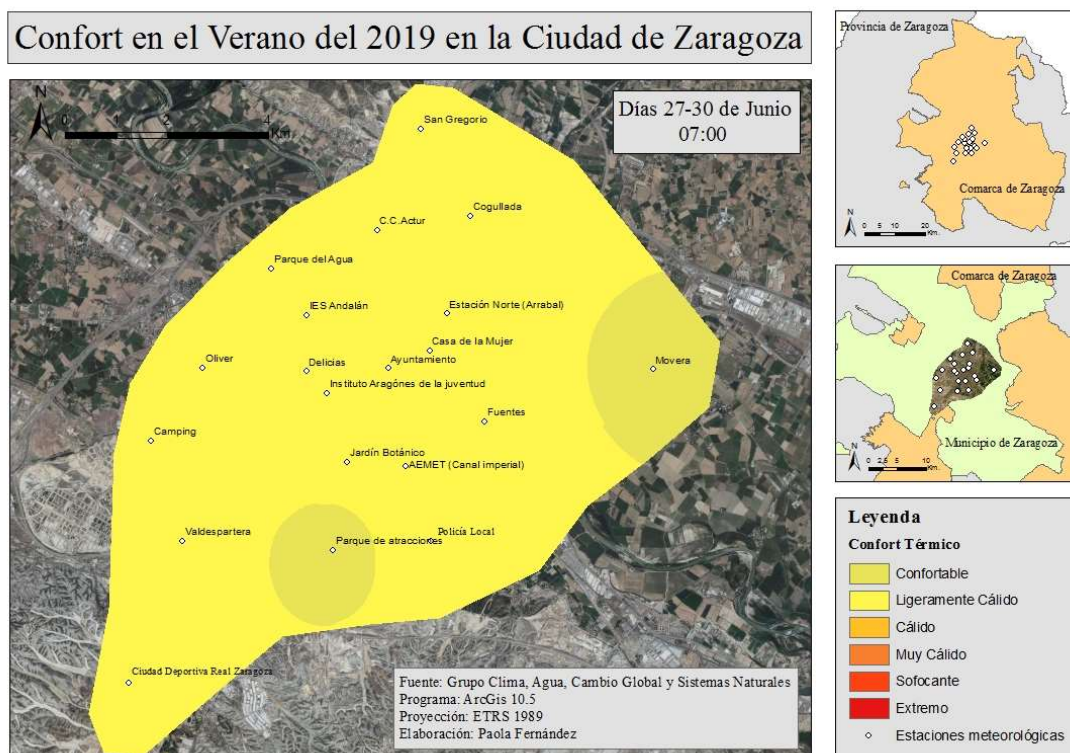 Confort en el Verano del 2019 en la Ciudad de Zaragoza
N
0 1 2 4
Km.
Días 27-30 de Junio
07:00
San Gregorio
Cogullada
C.C.Actur
Parque del Agua
IES Andalán
Estación Norte (Arrabal)
Casa de la Mujer
Oliver
Delicias
Ayuntamiento
Movera
Instituto Aragónes de la juventud
Fuentes
Camping
Jardín Botánico
AEMET (Canal imperial)
Valdespartera
Parque de atracciones
Policía Local
Ciudad Deportiva Real Zaragoza
Fuente: Grupo Clima, Agua, Cambio Global y Sistemas Naturales
Programa: ArcGis 10.5
Proyección: ETRS 1989
Elaboración: Paola Fernández
Provincia de Zaragoza
Comarca de Zaragoza
N
0 5 10 20
Km.
Comarca de Zaragoza
Municipio de Zaragoza
N
0 2,5 5 10
Km.
Leyenda
Confort Térmico
Confortable
Ligeramente Cálido
Cálido
Muy Cálido
Sofocante
Extremo
Estaciones meteorológicas